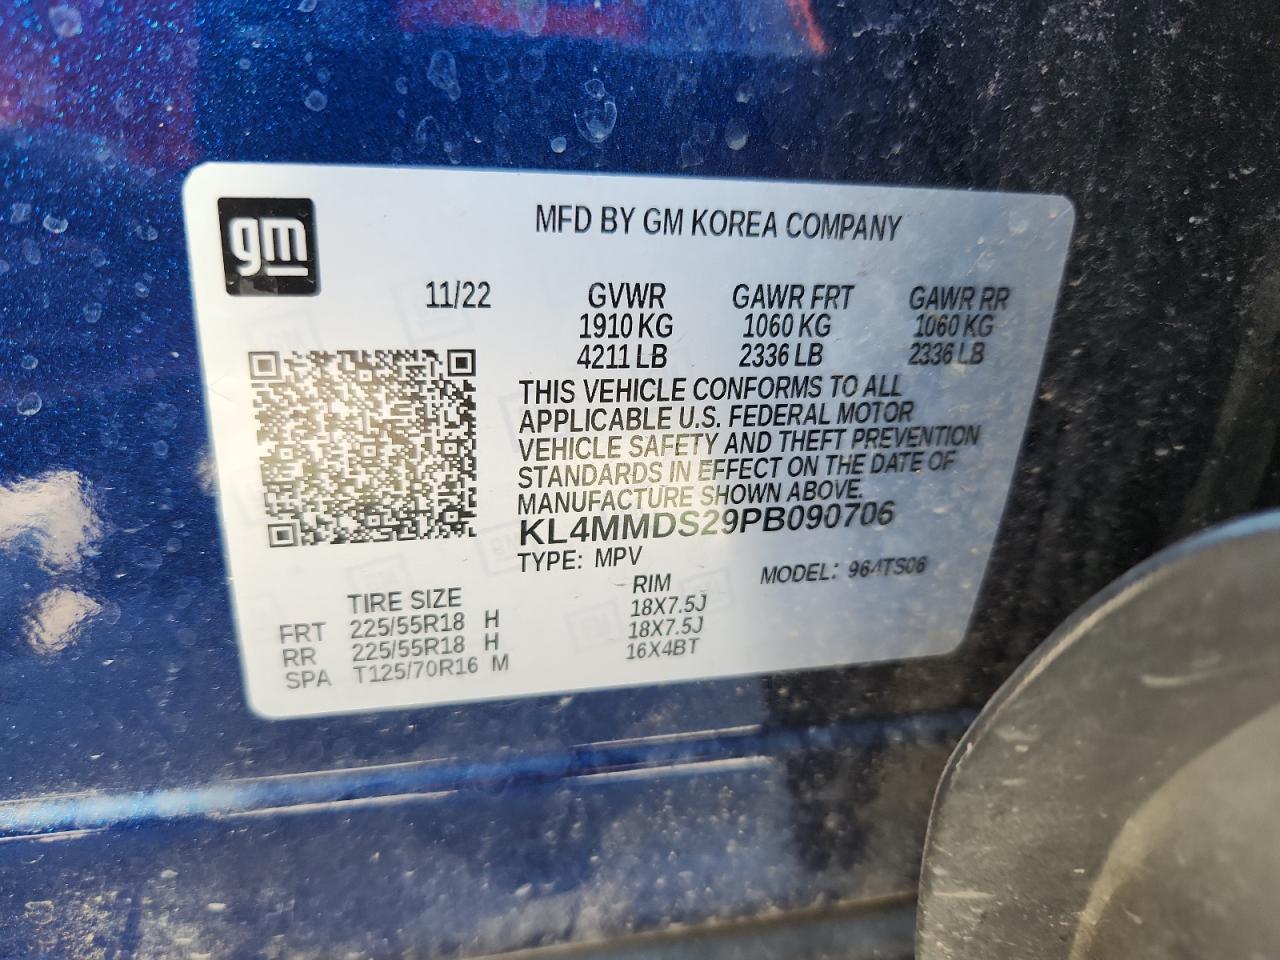 gm
MFD BY GM KOREA COMPANY
11/22 GVWR GAWR FRT GAWR RR
1910 KG 1060 KG 1060 KG
4211 LB 2336 LB 2336 LB
THIS VEHICLE CONFORMS TO ALL
APPLICABLE U.S. FEDERAL MOTOR
VEHICLE SAFETY AND THEFT PREVENTION
STANDARDS IN EFFECT ON THE DATE OF
MANUFACTURE SHOWN ABOVE.
KL4MMDS29PB090706
TYPE: MPV MODEL: 964TS06
TIRE SIZE RIM
FRT 225/55R18 H 18X7.5J
RR 225/55R18 H 18X7.5J
SPA T125/70R16 M 16X4BT